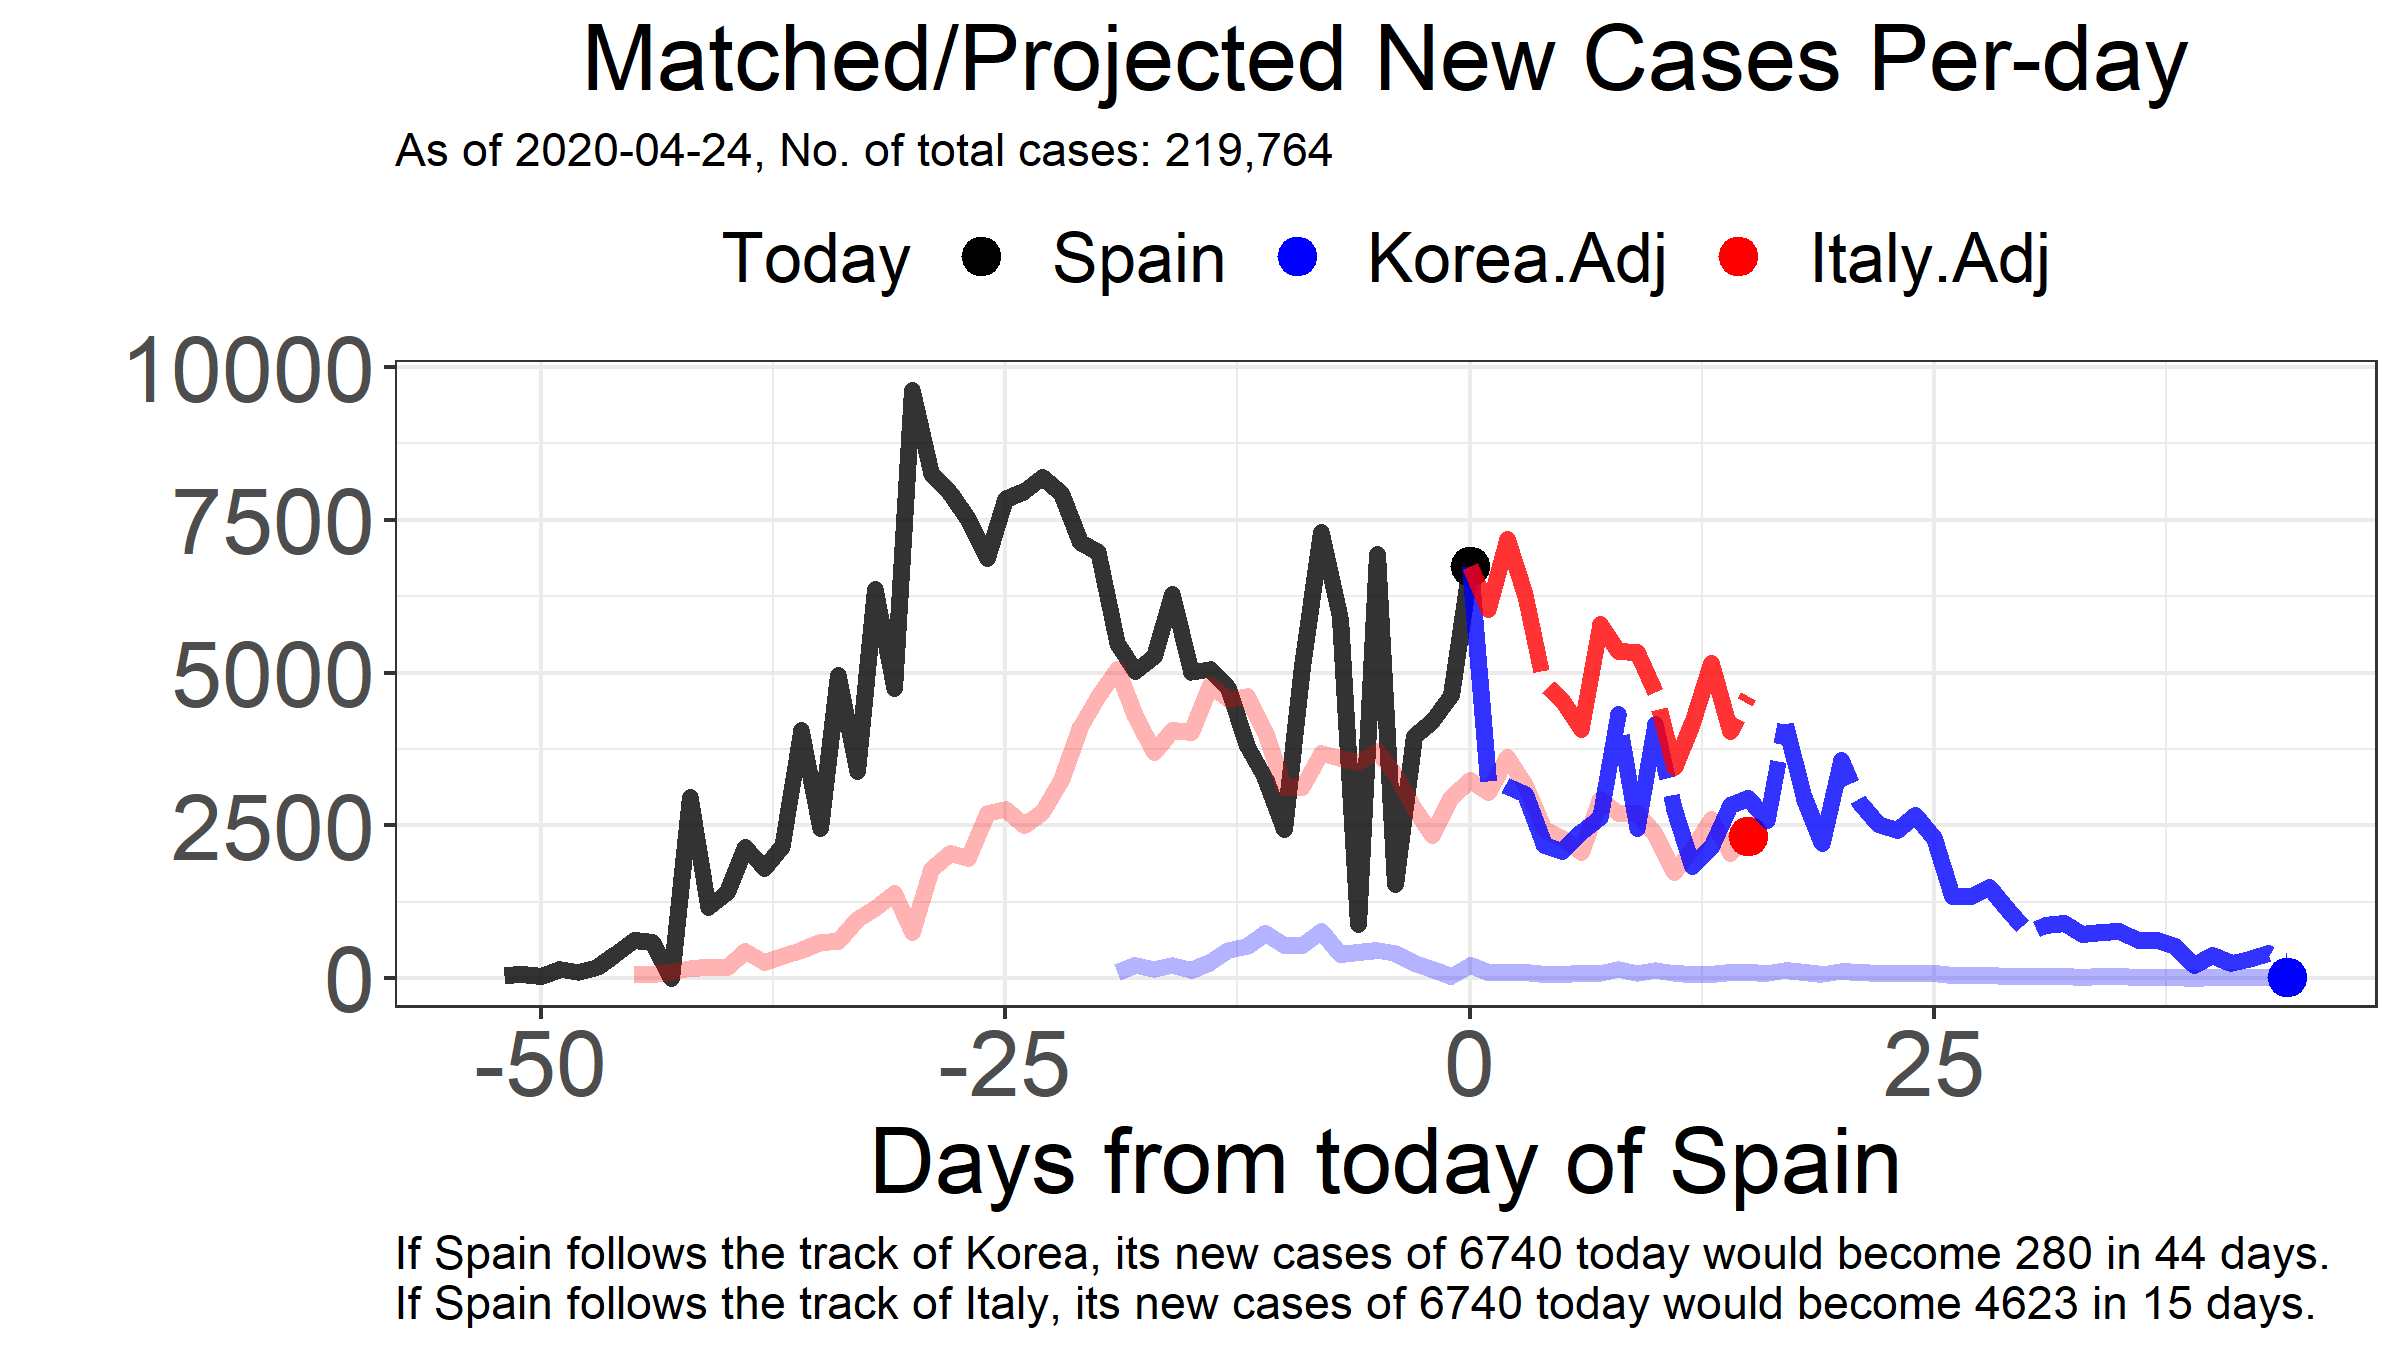 Matched/Projected New Cases Per-day
As of 2020-04-24, No. of total cases: 219,764
Today Spain Korea.Adj Italy.Adj
10000
7500
5000
2500
0
-50 -25 0 25
Days from today of Spain
If Spain follows the track of Korea, its new cases of 6740 today would become 280 in 44 days.
If Spain follows the track of Italy, its new cases of 6740 today would become 4623 in 15 days.